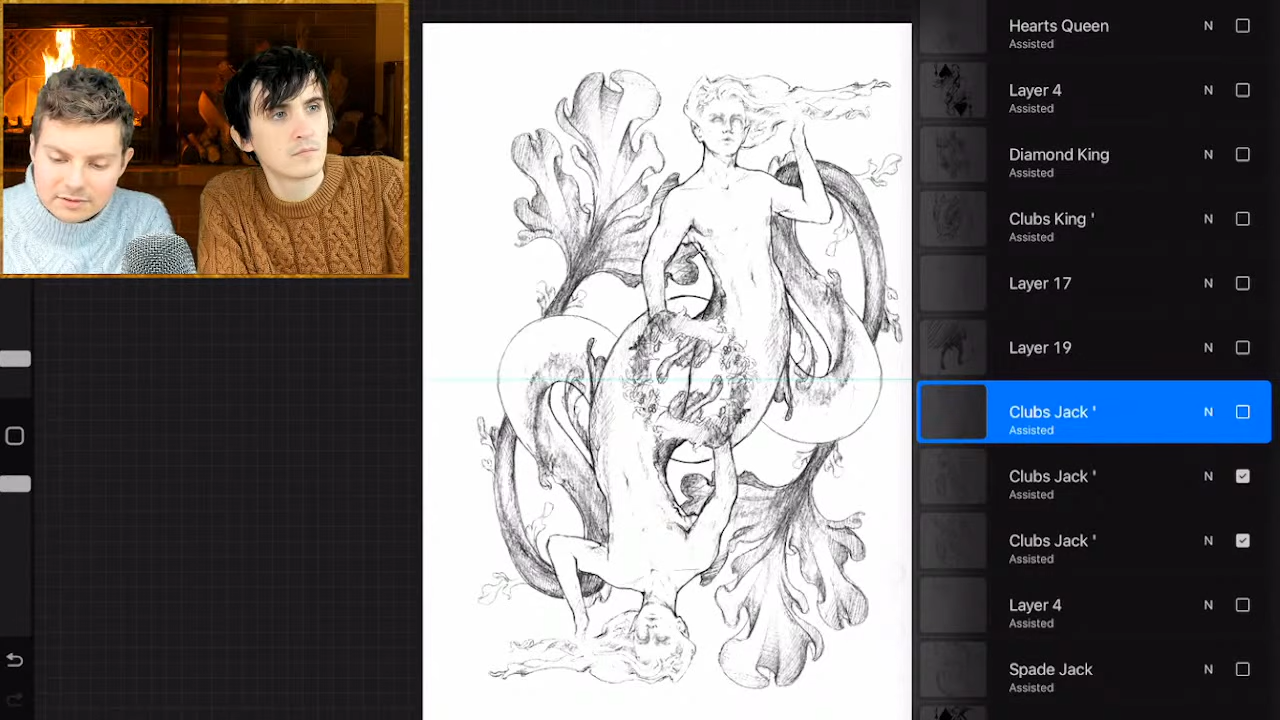 Hearts Queen N
Assisted
Layer 4 N
Assisted
Diamond King N
Assisted
Clubs King ' N
Assisted
Layer 17 N
Layer 19 N
Clubs Jack ' N
Assisted
Clubs Jack ' N
Assisted
Clubs Jack ' N
Assisted
Layer 4 N
Assisted
Spade Jack N
Assisted